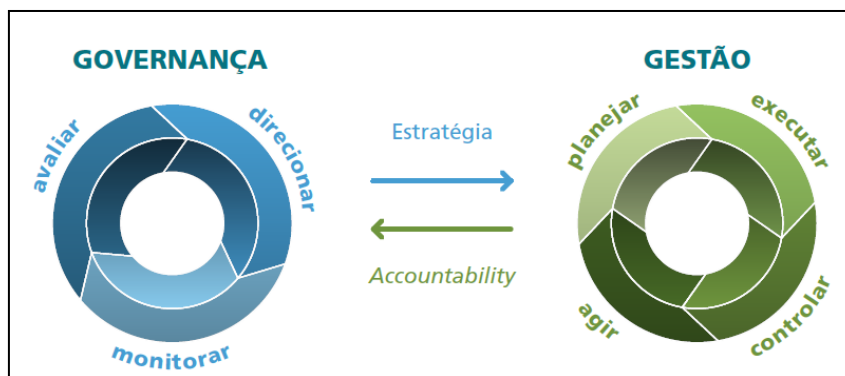 GOVERNANÇA
avaliar
direcionar
monitorar
Estratégia
Accountability
GESTÃO
planejar
executar
controlar
agir